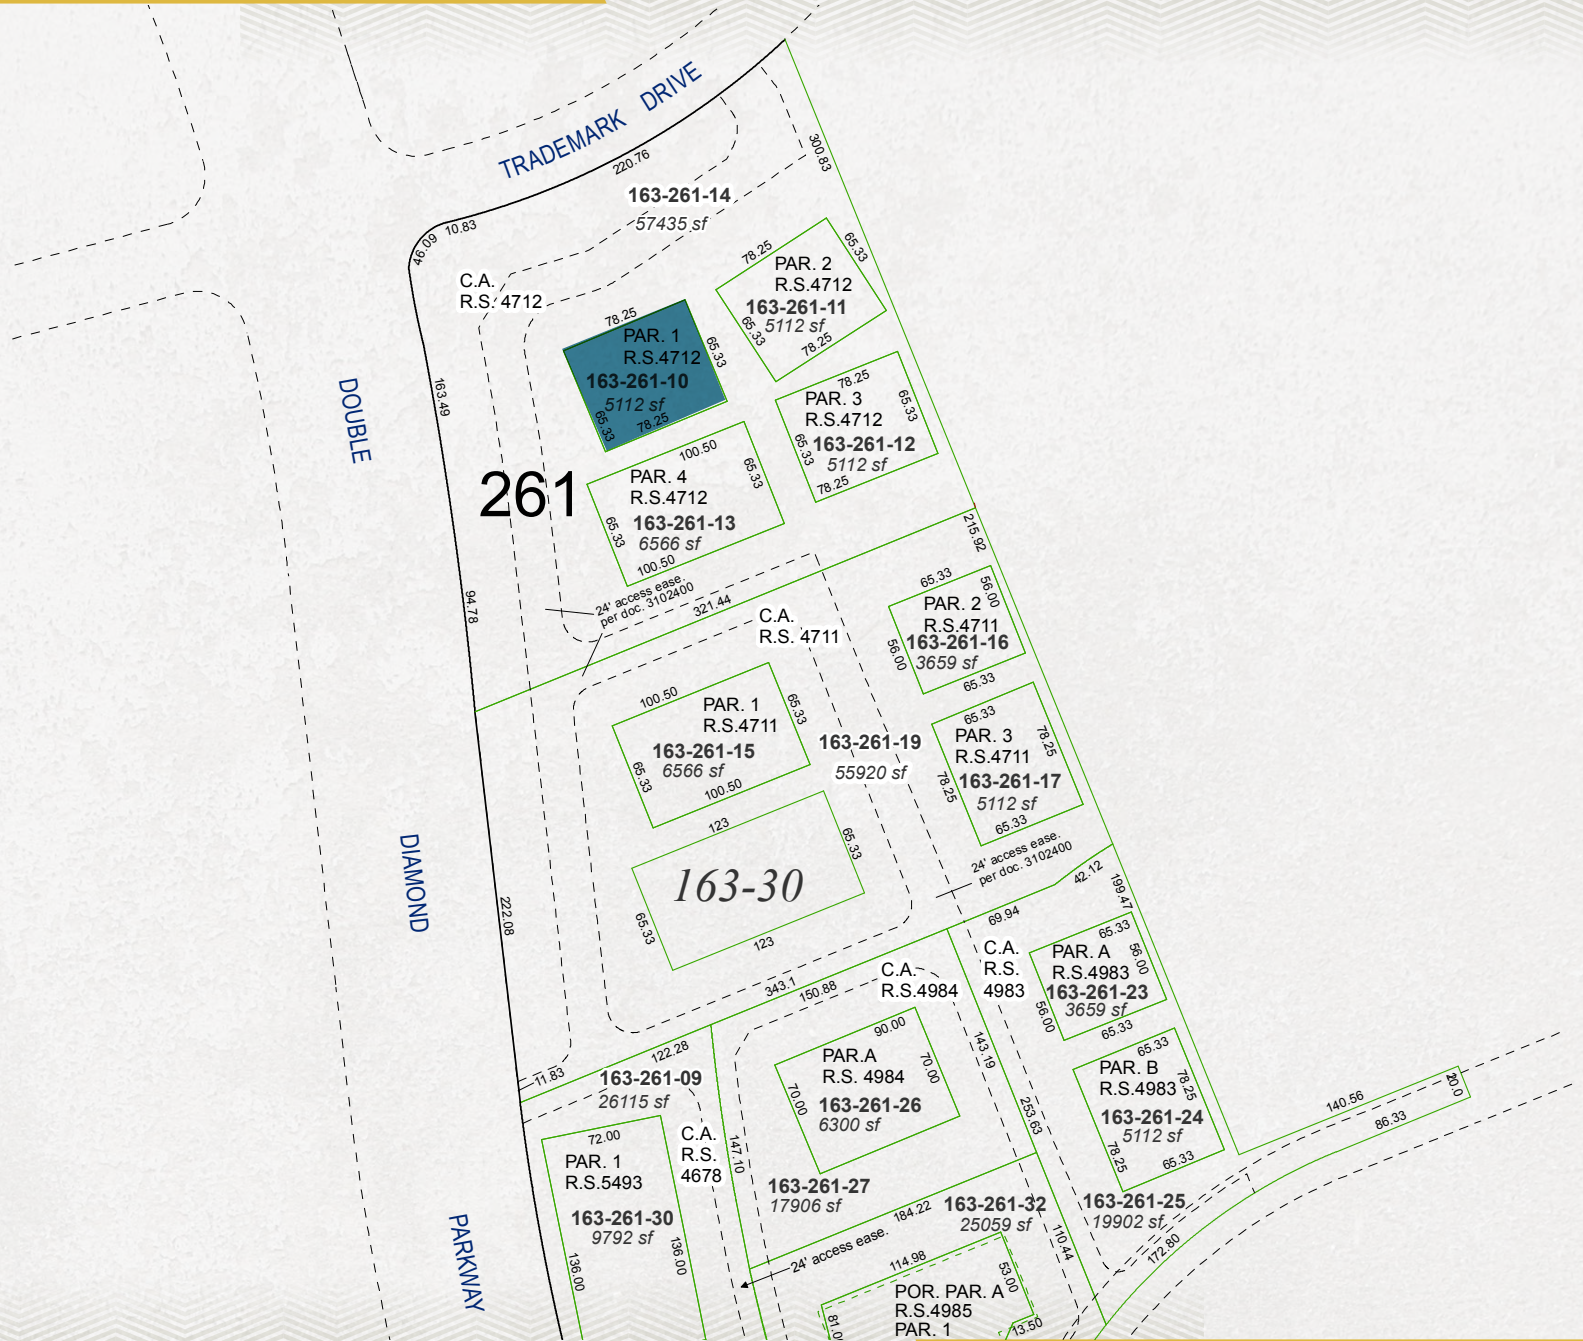 TRADEMARK DRIVE
220.76
300.83
163-261-14
57435 sf
10.83
46.09
C.A.
R.S. 4712
78.25
65.33
PAR. 2
R.S.4712
163-261-11
5112 sf
65.33
78.25
78.25
PAR. 1
R.S.4712
163-261-10
5112 sf
65.33
65.33
78.25
DOUBLE
163.49
78.25
PAR. 3
R.S.4712
163-261-12
5112 sf
65.33
65.33
78.25
261
100.50
PAR. 4
R.S.4712
163-261-13
6566 sf
65.33
65.33
100.50
215.92
94.78
24' access ease.
per doc. 3102400
321.44
C.A.
R.S. 4711
65.33
56.00
PAR. 2
R.S.4711
163-261-16
3659 sf
56.00
65.33
100.50
PAR. 1
R.S.4711
163-261-15
6566 sf
65.33
65.33
100.50
163-261-19
55920 sf
65.33
PAR. 3
R.S.4711
163-261-17
5112 sf
78.25
78.25
65.33
DIAMOND
222.08
123
65.33
163-30
65.33
123
24' access ease.
per doc. 3102400
42.12
199.47
69.94
343.1
150.88
C.A.
R.S.4984
C.A.
R.S.
4983
65.33
PAR. A
R.S.4983
163-261-23
3659 sf
56.00
56.00
65.33
90.00
PAR.A
R.S. 4984
163-261-26
6300 sf
70.00
70.00
143.19
253.63
65.33
PAR. B
R.S.4983
163-261-24
5112 sf
78.25
78.25
65.33
122.28
11.83
163-261-09
26115 sf
72.00
PAR. 1
R.S.5493
163-261-30
9792 sf
136.00
136.00
C.A.
R.S.
4678
147.10
163-261-27
17906 sf
184.22
163-261-32
25059 sf
163-261-25
19902 sf
140.56
20.0
86.33
172.80
110.44
PARKWAY
24' access ease.
114.98
53.00
POR. PAR. A
R.S.4985
PAR. 1
13.50